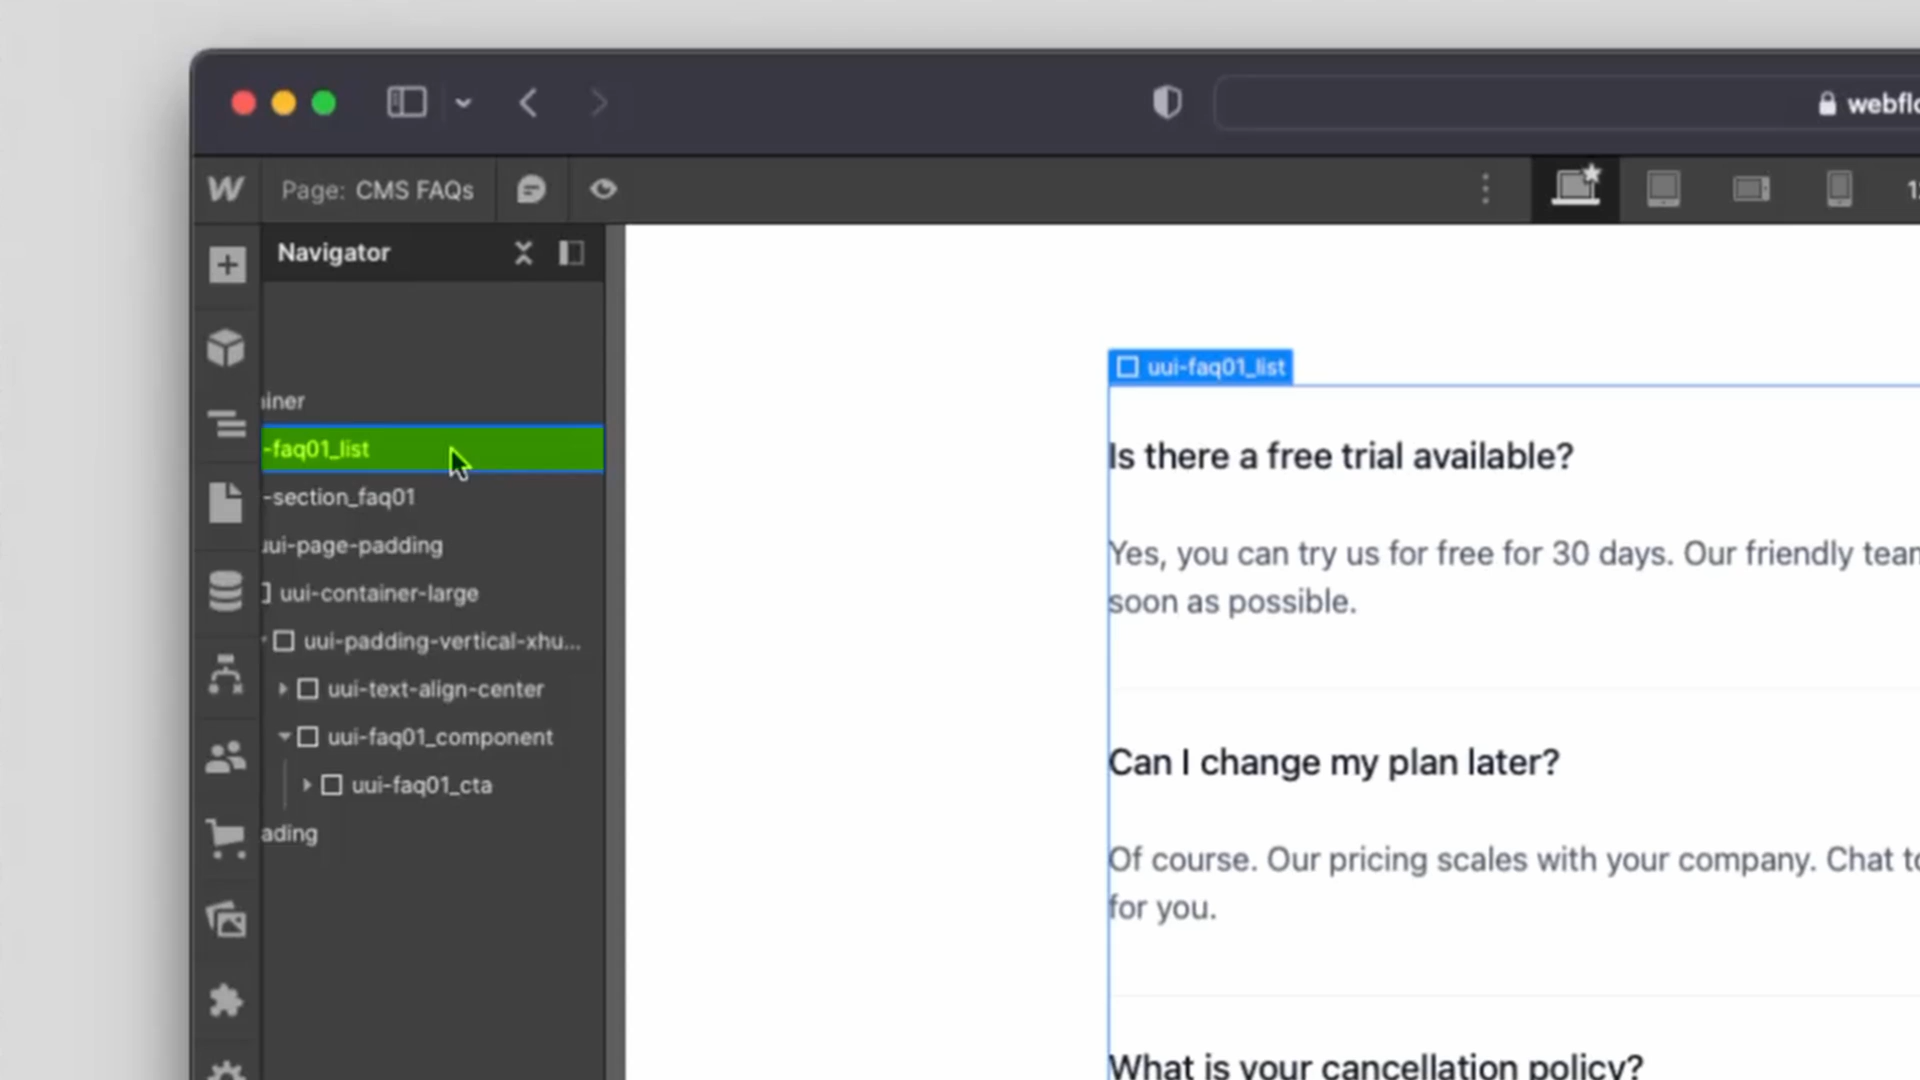 webflo
Page: CMS FAQs
Navigator
iner
-faq01_list
-section_faq01
uui-page-padding
uui-container-large
uui-padding-vertical-xhu...
uui-text-align-center
uui-faq01_component
uui-faq01_cta
ading
uui-faq01_list
Is there a free trial available?
Yes, you can try us for free for 30 days. Our friendly team
soon as possible.
Can I change my plan later?
Of course. Our pricing scales with your company. Chat to
for you.
What is your cancellation policy?